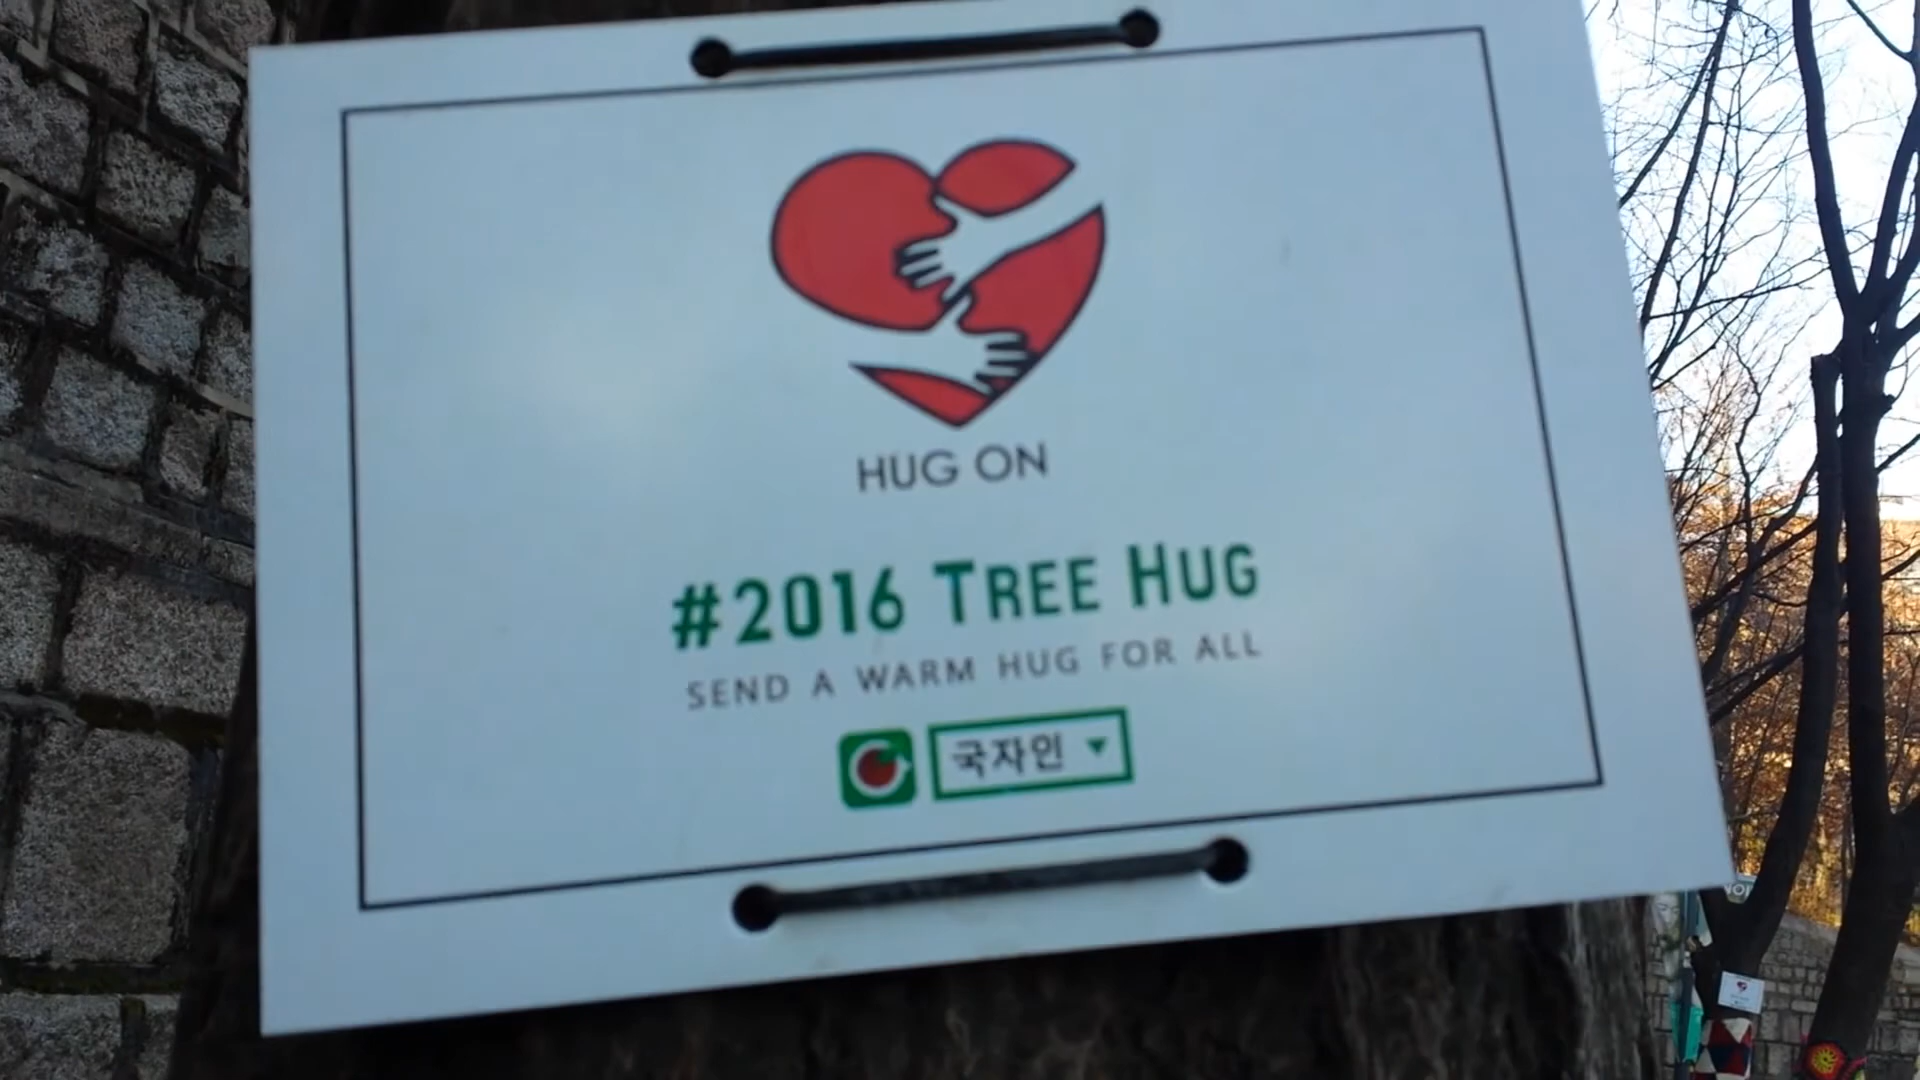 HUG ON
#2016 TREE HUG
SEND A WARM HUG FOR ALL
국자인